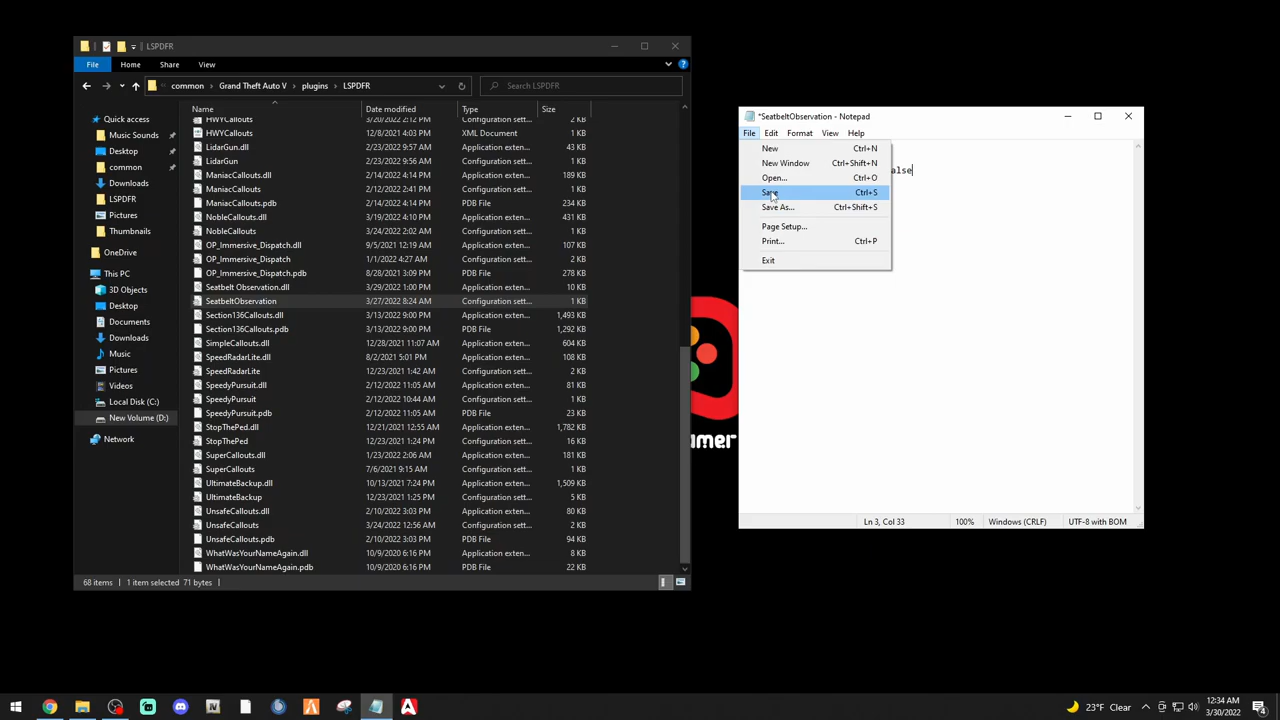 LSPDFR
File Home Share View
common Grand Theft Auto V plugins LSPDFR Search LSPDFR
Name Date modified Type Size
Quick access
Music Sounds
Desktop
common
Downloads
LSPDFR
Pictures
Thumbnails
OneDrive
This PC
3D Objects
Desktop
Documents
Downloads
Music
Pictures
Videos
Local Disk (C:)
New Volume (D:)
Network
HWYCallouts 3/20/2022 2:12 PM Configuration sett... 2 KB
HWYCallouts 12/8/2021 4:03 PM XML Document 43 KB
LidarGun.dll 2/23/2022 9:57 AM Application exten... 43 KB
LidarGun 2/23/2022 9:56 AM Configuration sett... 1 KB
ManiacCallouts.dll 2/14/2022 4:14 PM Application exten... 189 KB
ManiacCallouts 2/14/2022 2:41 PM Configuration sett... 1 KB
ManiacCallouts.pdb 2/14/2022 4:14 PM PDB File 234 KB
NobleCallouts.dll 3/19/2022 4:10 PM Application exten... 431 KB
NobleCallouts 3/19/2022 2:10 PM Configuration sett... 1 KB
OP_Immersive_Dispatch.dll 9/5/2021 12:19 AM Application exten... 107 KB
OP_Immersive_Dispatch 1/1/2022 4:27 AM Configuration sett... 1 KB
OP_Immersive_Dispatch.pdb 8/28/2021 3:09 PM PDB File 278 KB
Seatbelt Observation.dll 3/29/2022 1:00 PM Application exten... 10 KB
SeatbeltObservation 3/27/2022 8:24 AM Configuration sett... 1 KB
Section136Callouts.dll 3/13/2022 9:00 PM Application exten... 1,493 KB
Section136Callouts.pdb 3/13/2022 9:00 PM PDB File 1,292 KB
SimpleCallouts.dll 12/28/2021 11:07 AM Application exten... 604 KB
SpeedRadarLite.dll 8/2/2021 5:01 PM Application exten... 108 KB
SpeedRadarLite 12/23/2021 1:42 AM Configuration sett... 2 KB
SpeedyPursuit.dll 2/12/2022 11:05 AM Application exten... 81 KB
SpeedyPursuit 2/12/2022 10:44 AM Configuration sett... 1 KB
SpeedyPursuit.pdb 2/12/2022 11:05 AM PDB File 23 KB
StopThePed.dll 12/21/2021 12:55 AM Application exten... 1,782 KB
StopThePed 12/23/2021 1:24 AM Configuration sett... 16 KB
SuperCallouts.dll 1/23/2022 2:06 AM Application exten... 181 KB
SuperCallouts 7/6/2021 9:15 AM Configuration sett... 1 KB
UltimateBackup.dll 10/13/2021 7:24 PM Application exten... 1,509 KB
UltimateBackup 12/23/2021 1:25 AM Configuration sett... 5 KB
UnsafeCallouts.dll 2/10/2022 3:03 PM Application exten... 80 KB
UnsafeCallouts 3/24/2022 12:56 AM Configuration sett... 2 KB
UnsafeCallouts.pdb 2/10/2022 3:03 PM PDB File 94 KB
WhatWasYourNameAgain.dll 10/9/2020 6:16 PM Application exten... 8 KB
WhatWasYourNameAgain.pdb 10/9/2020 6:16 PM PDB File 22 KB
68 items 1 item selected 71 bytes
*SeatbeltObservation - Notepad
File Edit Format View Help
New Ctrl+N
New Window Ctrl+Shift+N
Open... Ctrl+O
Save Ctrl+S
Save As... Ctrl+Shift+S
Page Setup...
Print... Ctrl+P
Exit
alse
Ln 3, Col 33 100% Windows (CRLF) UTF-8 with BOM
amer
12:34 AM
23°F Clear
3/30/2022